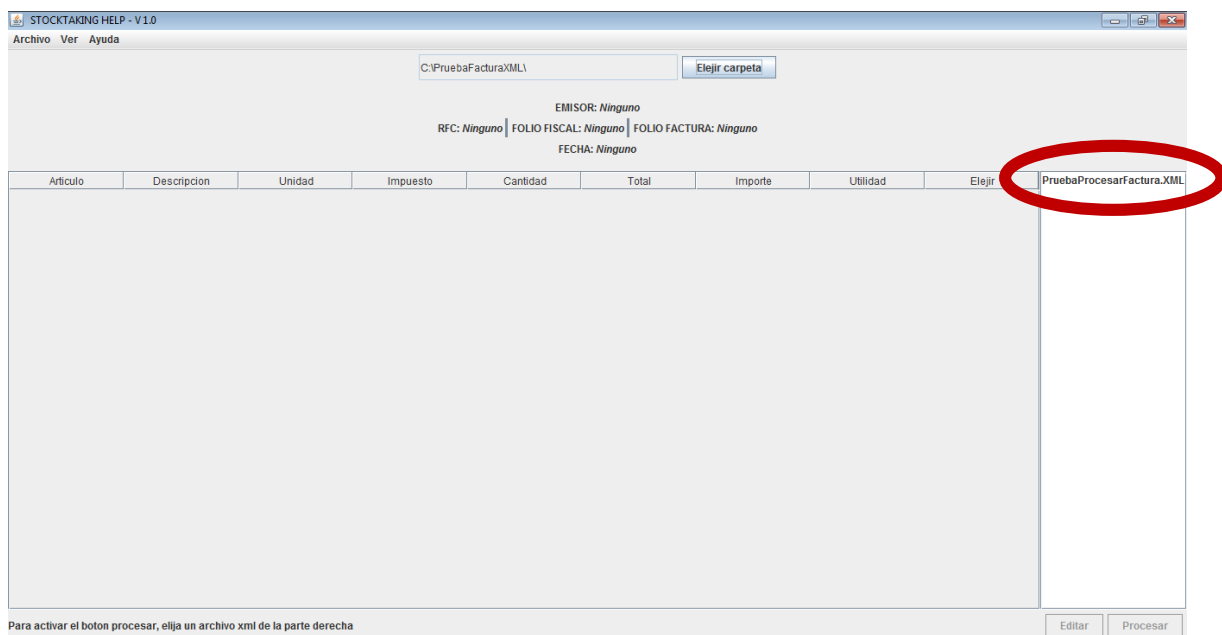 STOCKTAKING HELP - V 1.0
Archivo Ver Ayuda
C:\PruebaFacturaXML\ Elejir carpeta
EMISOR: Ninguno
RFC: Ninguno FOLIO FISCAL: Ninguno FOLIO FACTURA: Ninguno
FECHA: Ninguno
Articulo Descripcion Unidad Impuesto Cantidad Total Importe Utilidad Elejir PruebaProcesarFactura.XML
Para activar el boton procesar, elija un archivo xml de la parte derecha Editar Procesar